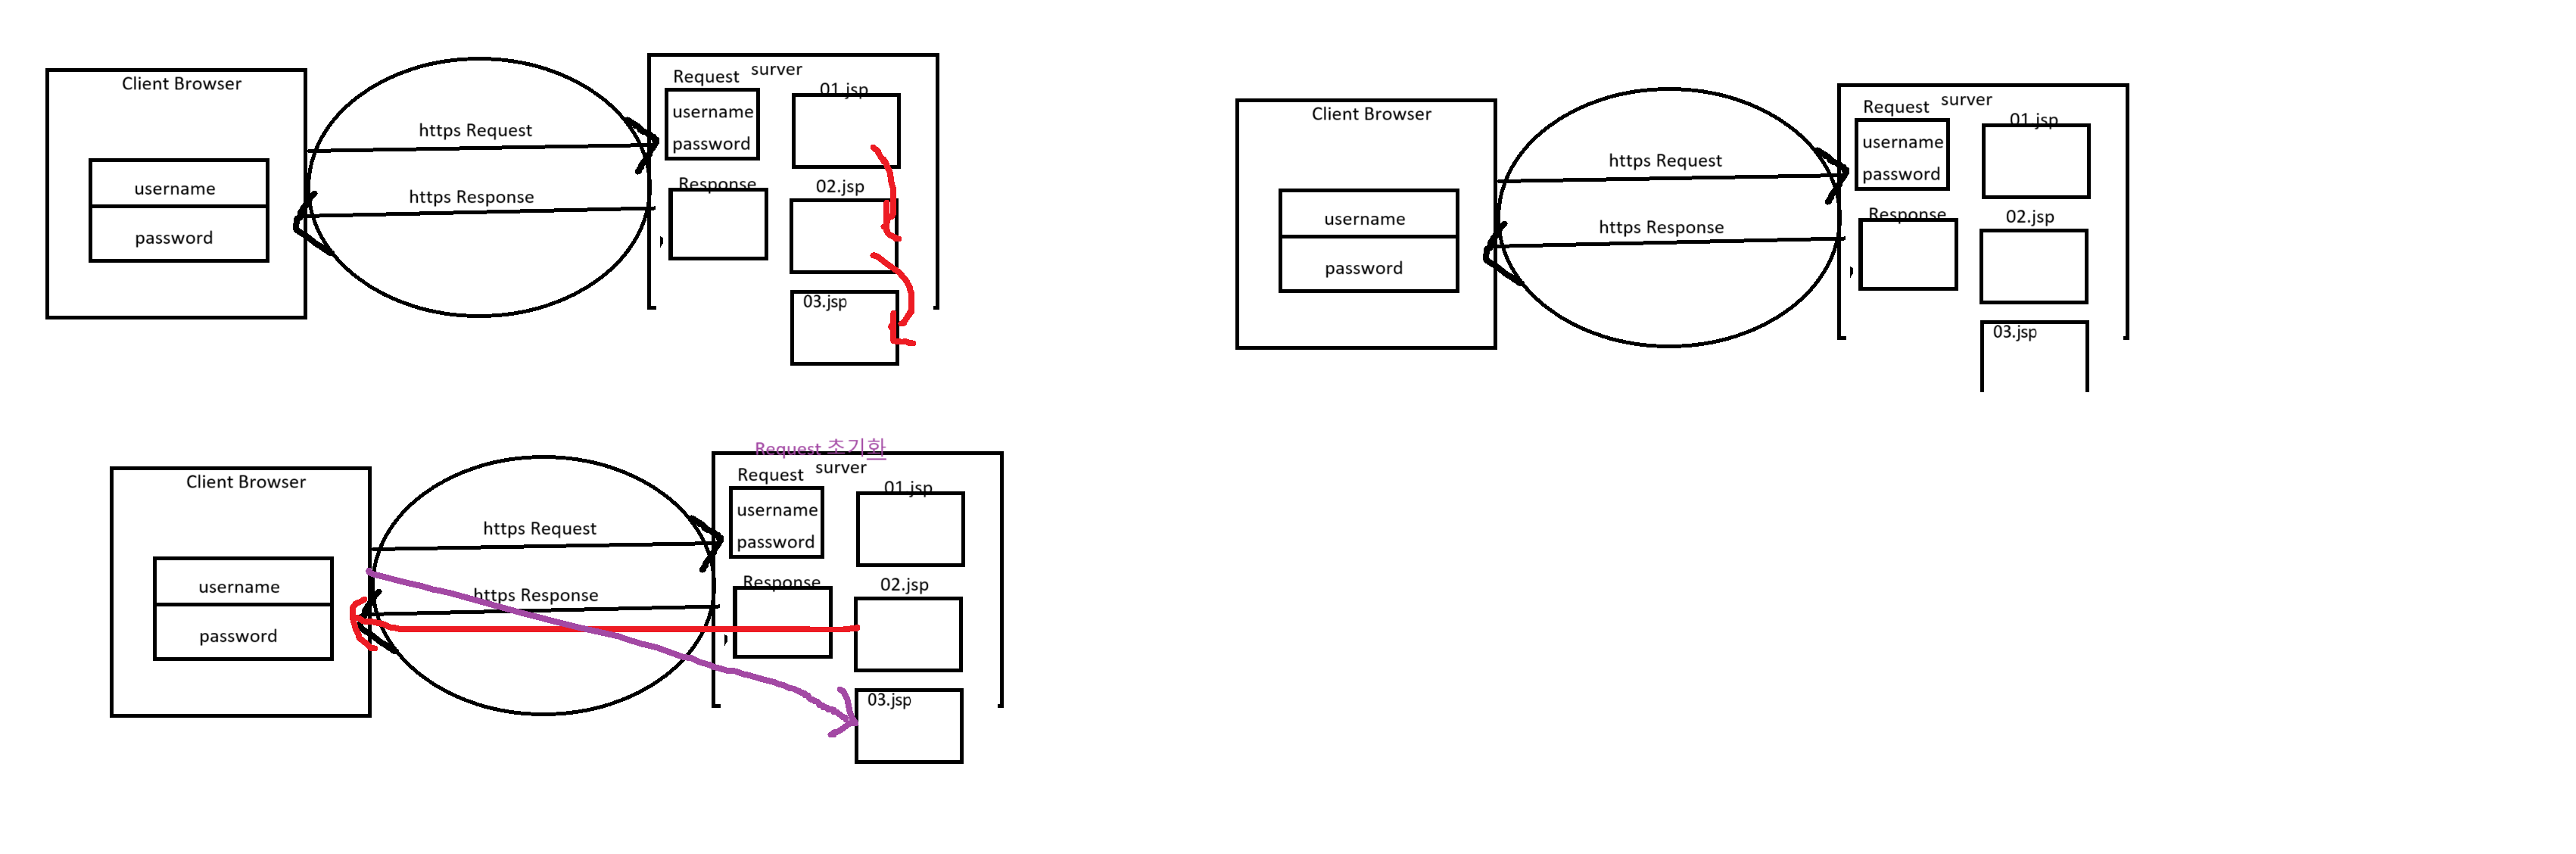 Client Browser
username
password
https Request
https Response
surver
Request
username
password
Response
01.jsp
02.jsp
03.jsp
Client Browser
username
password
https Request
https Response
surver
Request
username
password
Response
01.jsp
02.jsp
03.jsp
Request 초기화
Client Browser
username
password
https Request
https Response
surver
Request
username
password
Response
01.jsp
02.jsp
03.jsp